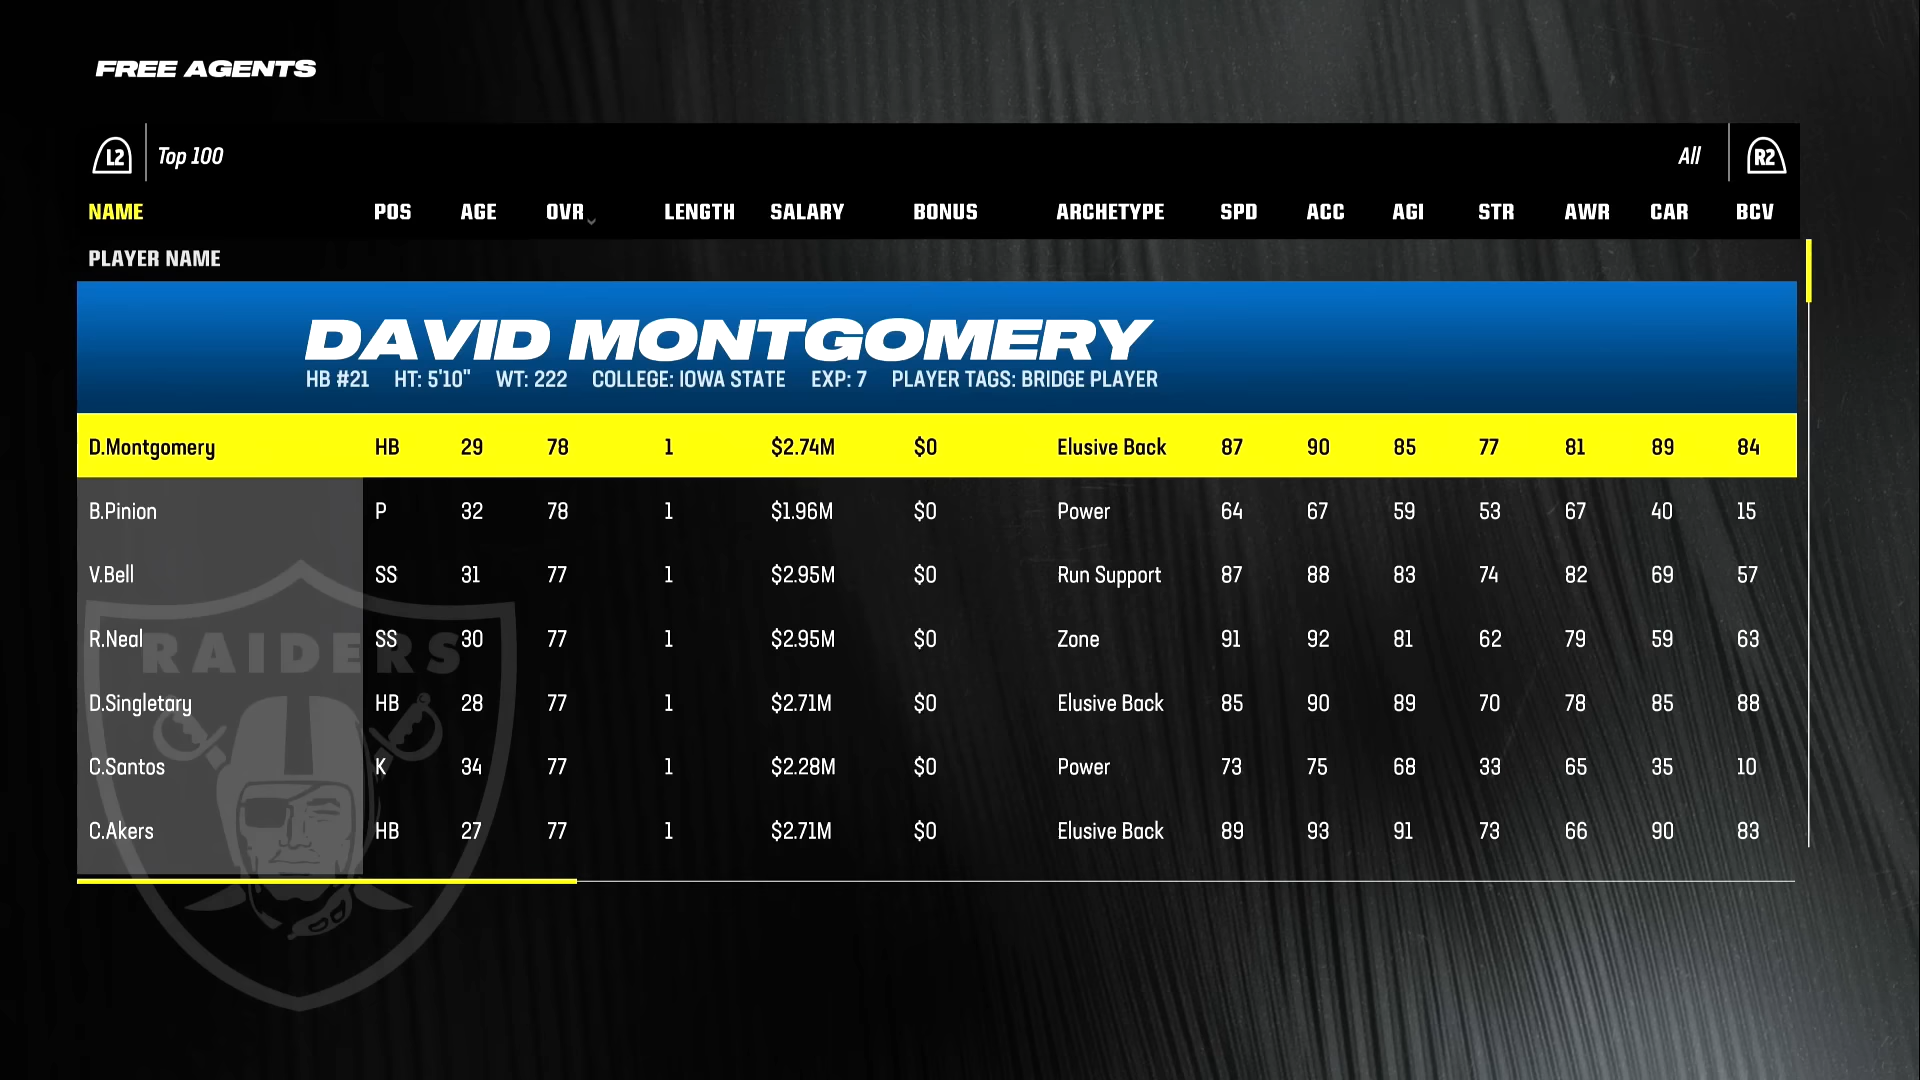 FREE AGENTS
L2 Top 100 All R2
NAME POS AGE OVR LENGTH SALARY BONUS ARCHETYPE SPD ACC AGI STR AWR CAR BCV
PLAYER NAME
DAVID MONTGOMERY
HB #21 HT: 5'10" WT: 222 COLLEGE: IOWA STATE EXP: 7 PLAYER TAGS: BRIDGE PLAYER
D.Montgomery HB 29 78 1 $2.74M $0 Elusive Back 87 90 85 77 81 89 84
B.Pinion P 32 78 1 $1.96M $0 Power 64 67 59 53 67 40 15
V.Bell SS 31 77 1 $2.95M $0 Run Support 87 88 83 74 82 69 57
R.Neal SS 30 77 1 $2.95M $0 Zone 91 92 81 62 79 59 63
RAIDERS
D.Singletary HB 28 77 1 $2.71M $0 Elusive Back 85 90 89 70 78 85 88
C.Santos K 34 77 1 $2.28M $0 Power 73 75 68 33 65 35 10
C.Akers HB 27 77 1 $2.71M $0 Elusive Back 89 93 91 73 66 90 83